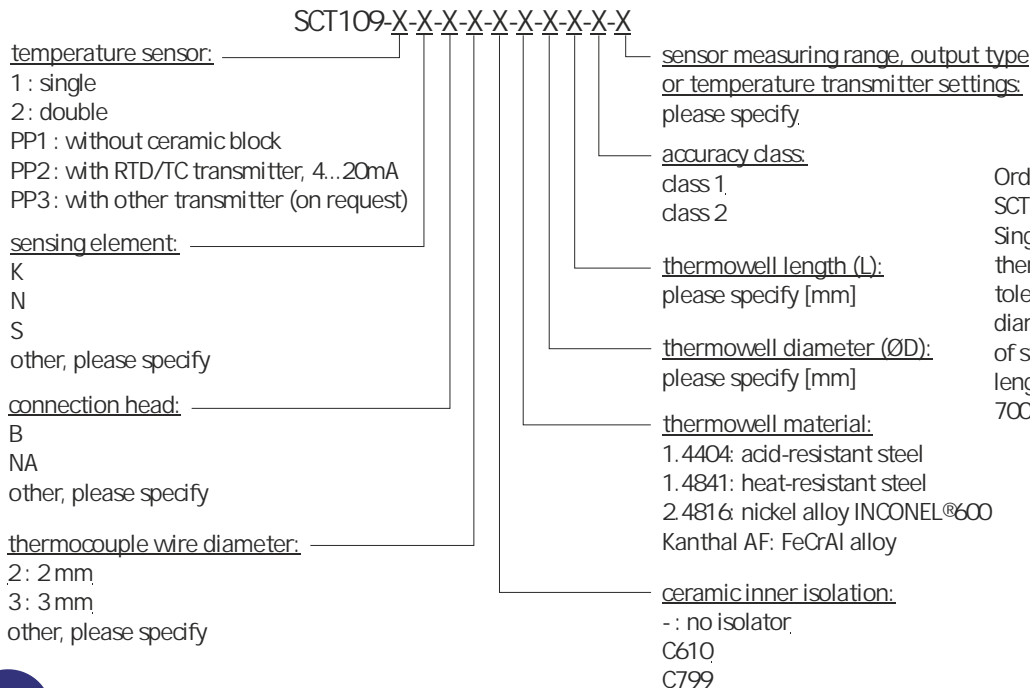 SCT109-X-X-X-X-X-X-X-X-X-X
temperature sensor:
1 : single
2 : double
PP1 : without ceramic block
PP2 : with RTD/TC transmitter, 4...20mA
PP3 : with other transmitter (on request)
sensing element:
K
N
S
other, please specify
connection head:
B
NA
other, please specify
thermocouple wire diameter:
2 : 2 mm
3 : 3 mm
other, please specify
sensor measuring range, output type
or temperature transmitter settings:
please specify
accuracy class:
class 1
class 2
thermowell length (L):
please specify [mm]
thermowell diameter (ØD):
please specify [mm]
thermowell material:
1.4404: acid-resistant steel
1.4841: heat-resistant steel
2.4816: nickel alloy INCONEL®600
Kanthal AF: FeCrAl alloy
ceramic inner isolation:
- : no isolator
C610
C799
SCT
of s
700